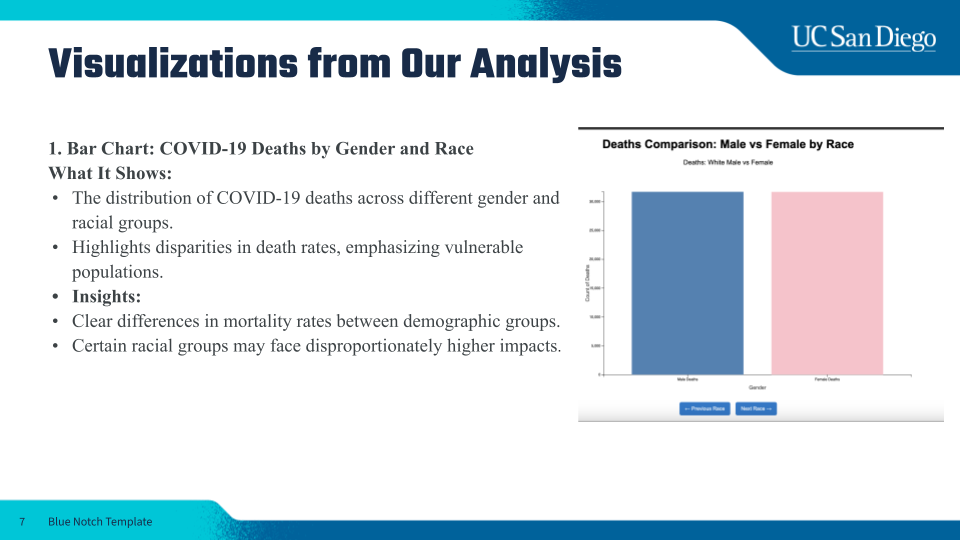 UC San Diego
Visualizations from Our Analysis
1. Bar Chart: COVID-19 Deaths by Gender and Race
What It Shows:
• The distribution of COVID-19 deaths across different gender and
racial groups.
• Highlights disparities in death rates, emphasizing vulnerable
populations.
• Insights:
• Clear differences in mortality rates between demographic groups.
• Certain racial groups may face disproportionately higher impacts.
Deaths Comparison: Male vs Female by Race
Deaths: White Male vs Female
30,000
25,000
20,000
15,000
10,000
5,000
0
Count of Deaths
Male Deaths
Female Deaths
Gender
← Previous Race
Next Race →
7
Blue Notch Template